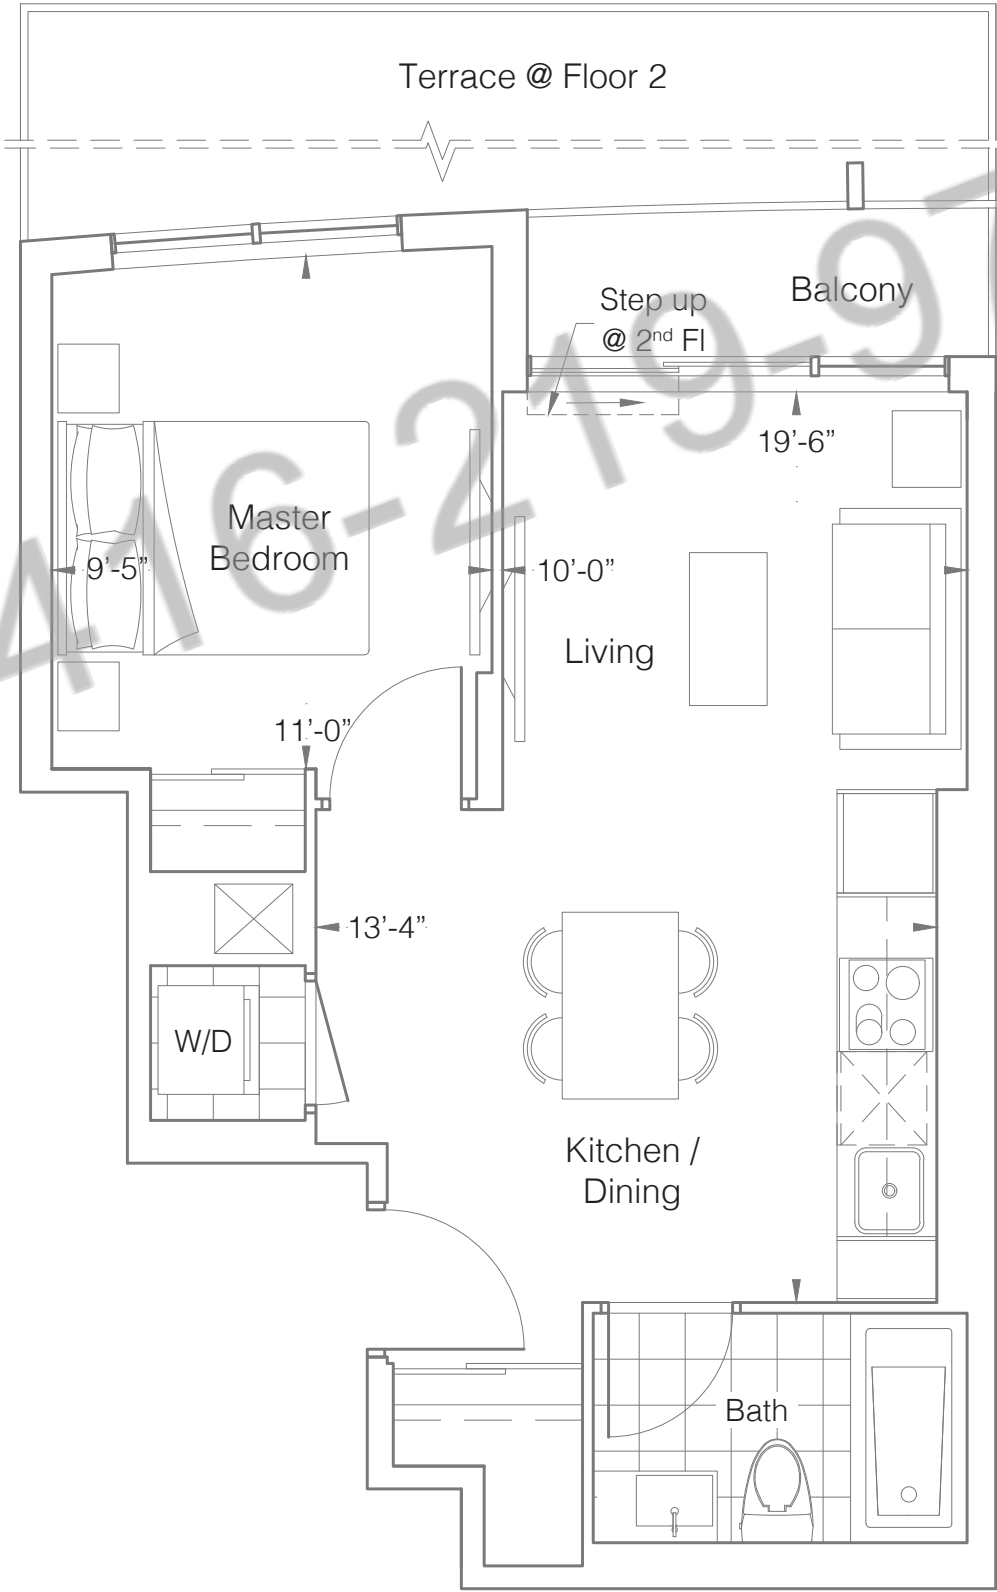 Terrace @ Floor 2
Balcony
Step up
@ 2nd Fl
19'-6"
Master
Bedroom
9'-5"
10'-0"
Living
11'-0"
13'-4"
W/D
Kitchen /
Dining
Bath
416-219-9